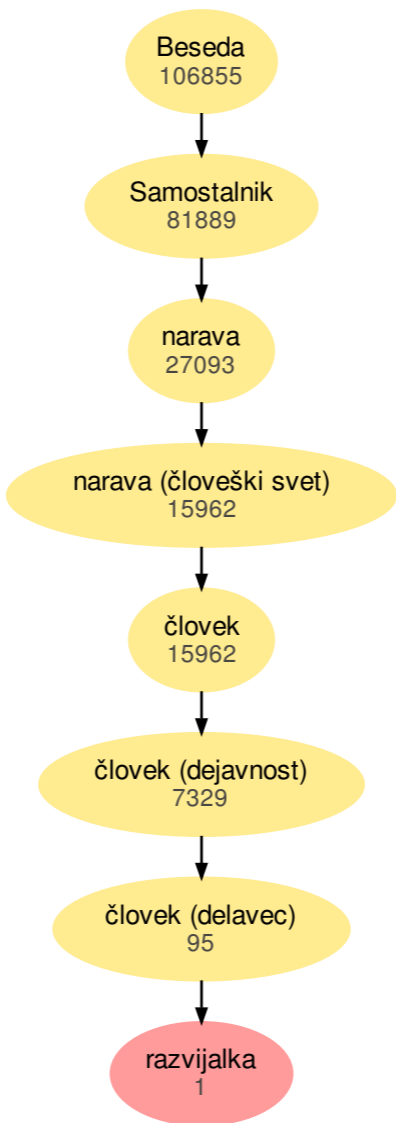 Beseda
106855
Samostalnik
81889
narava
27093
narava (človeški svet)
15962
človek
15962
človek (dejavnost)
7329
človek (delavec)
95
razvijalka
1